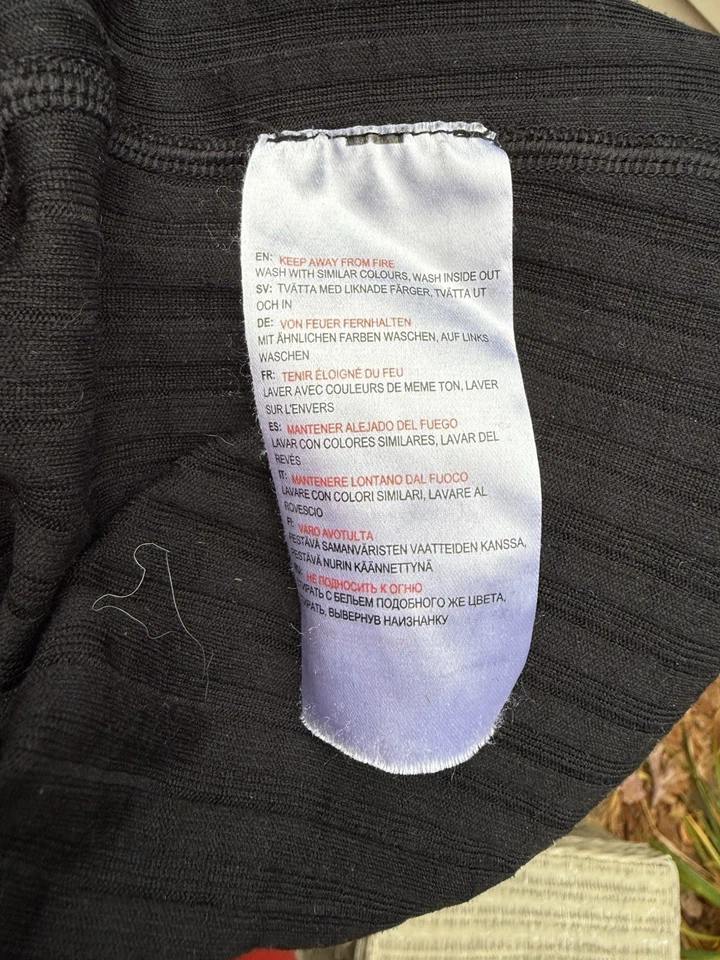 EN: KEEP AWAY FROM FIRE
WASH WITH SIMILAR COLOURS, WASH INSIDE OUT
SV: TVÄTTA MED LIKNADE FÄRGER, TVÄTTA UT
OCH IN
DE: VON FEUER FERNHALTEN
MIT ÄHNLICHEN FARBEN WASCHEN, AUF LINKS
WASCHEN
FR: TENIR ÉLOIGNÉ DU FEU
LAVER AVEC COULEURS DE MEME TON, LAVER
SUR L'ENVERS
ES: MANTENER ALEJADO DEL FUEGO
LAVAR CON COLORES SIMILARES, LAVAR DEL
REVÉS
IT: MANTENERE LONTANO DAL FUOCO
LAVARE CON COLORI SIMILARI, LAVARE AL
ROVESCIO
FI: VARO AVOTULTA
PESTÄVÄ SAMANVÄRISTEN VAATTEIDEN KANSSA,
PESTÄVÄ NURIN KÄÄNNETTYNÄ
НЕ ПОДНОСИТЬ К ОГНЮ
С БЕЛЬЕМ ПОДОБНОГО ЖЕ ЦВЕТА,
ВЫВЕРНУВ НАИЗНАНКУ